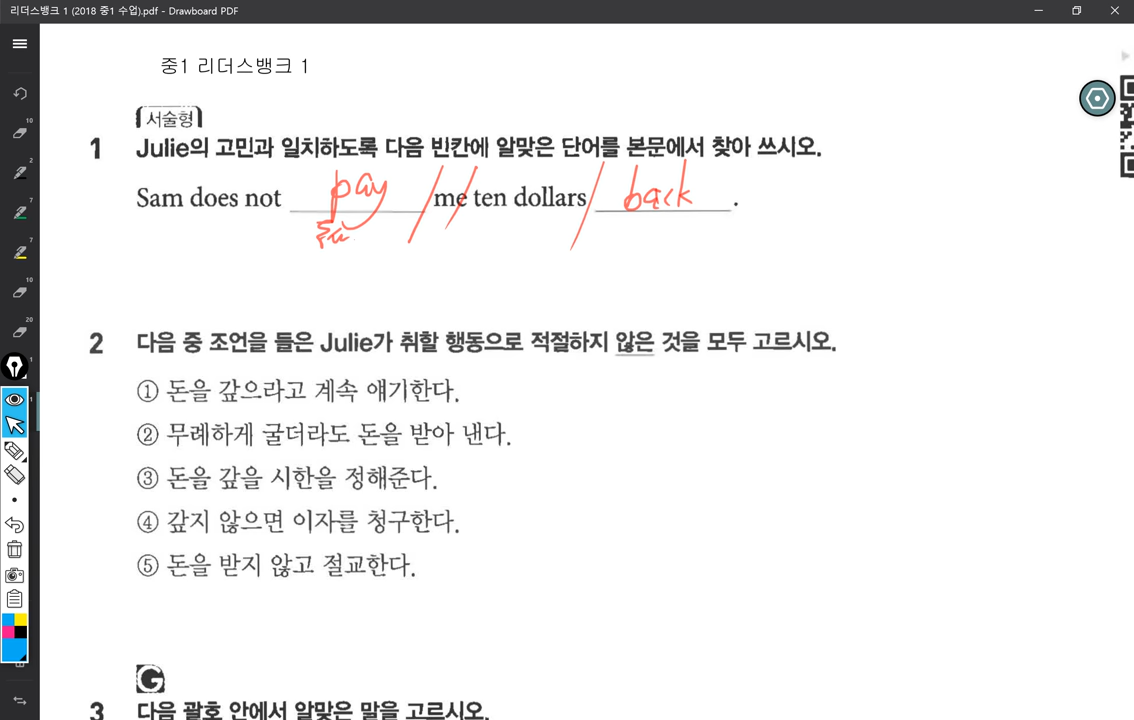 리더스뱅크 1 (2018 중1 수업).pdf - Drawboard PDF
중1 리더스뱅크 1
서술형
1 Julie의 고민과 일치하도록 다음 빈칸에 알맞은 단어를 본문에서 찾아 쓰시오.
Sam does not pay me ten dollars back.
2 다음 중 조언을 들은 Julie가 취할 행동으로 적절하지 않은 것을 모두 고르시오.
① 돈을 갚으라고 계속 얘기한다.
② 무례하게 굴더라도 돈을 받아 낸다.
③ 돈을 갚을 시한을 정해준다.
④ 갚지 않으면 이자를 청구한다.
⑤ 돈을 받지 않고 절교한다.
G
3 다음 괄호 안에서 알맞은 말을 고르시오.
10
2
7
7
10
20
1
1